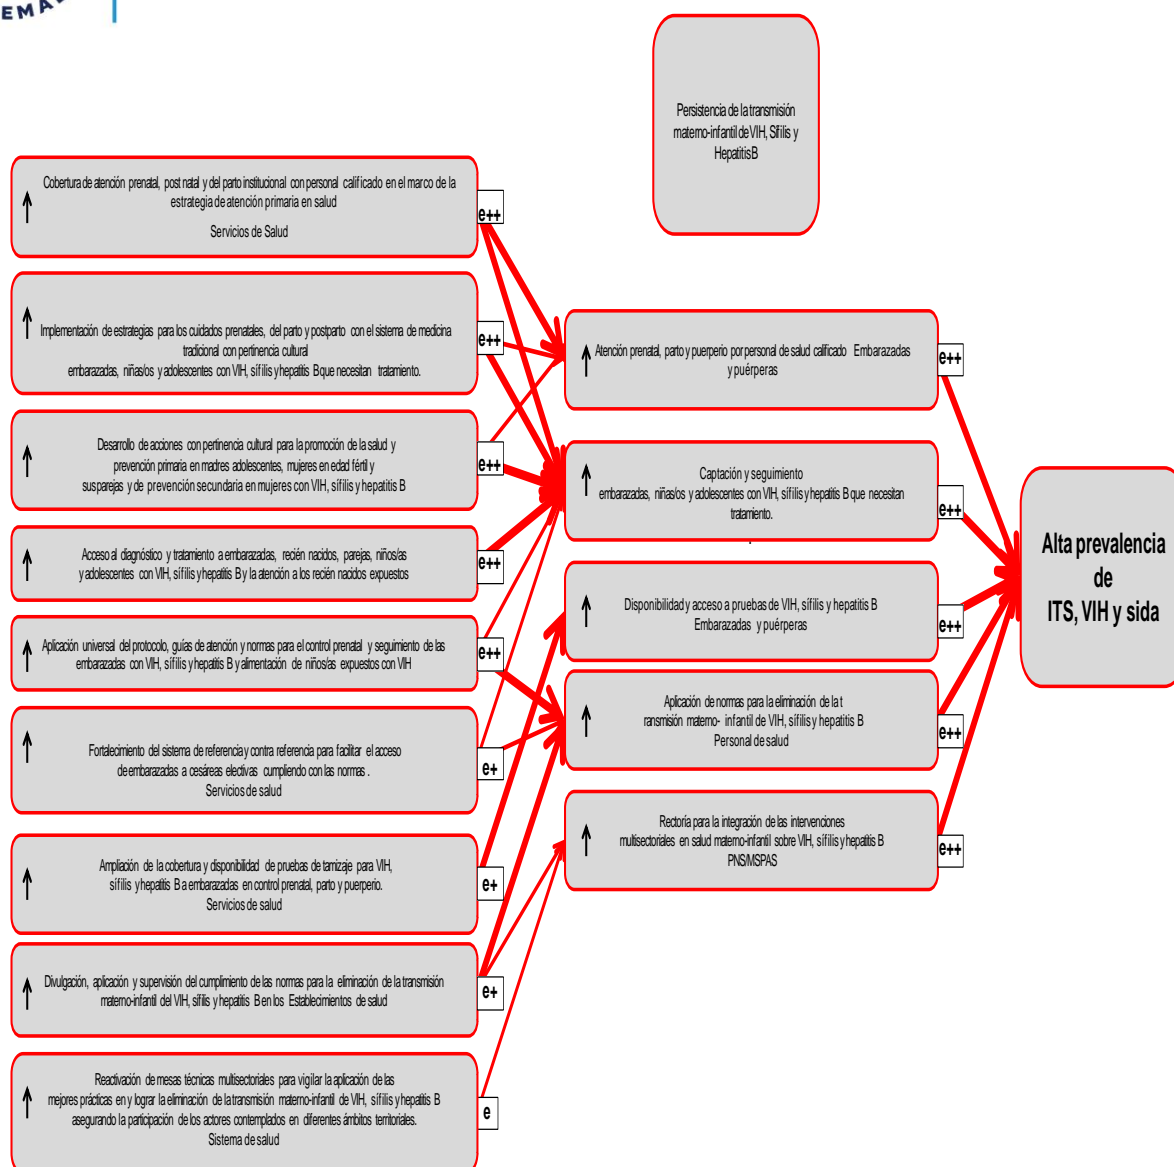 EMA
Persistencia de la transmisión
materno-infantil de VIH, Sífilis y
Hepatitis B
Cobertura de atención prenatal, post natal y del parto institucional con personal calificado en el marco de la
estrategia de atención primaria en salud
Servicios de Salud
e++
Implementación de estrategias para los cuidados prenatales, del parto y postparto con el sistema de medicina
tradicional con pertinencia cultural
embarazadas, niñas/os y adolescentes con VIH, sífilis y hepatitis B que necesitan tratamiento.
e++
Desarrollo de acciones con pertinencia cultural para la promoción de la salud y
prevención primaria en madres adolescentes, mujeres en edad fértil y
sus parejas y de prevención secundaria en mujeres con VIH, sífilis y hepatitis B
e++
Acceso al diagnóstico y tratamiento a embarazadas, recién nacidos, parejas, niños/as
y adolescentes con VIH, sífilis y hepatitis B y la atención a los recién nacidos expuestos
e++
Aplicación universal del protocolo, guías de atención y normas para el control prenatal y seguimiento de las
embarazadas con VIH, sífilis y hepatitis B y alimentación de niños/as expuestos con VIH
e++
Fortalecimiento del sistema de referencia y contra referencia para facilitar el acceso
de embarazadas a cesáreas electivas cumpliendo con las normas .
Servicios de salud
e+
Ampliación de la cobertura y disponibilidad de pruebas de tamizaje para VIH,
sífilis y hepatitis B a embarazadas en control prenatal, parto y puerperio.
Servicios de salud
e+
Divulgación, aplicación y supervisión del cumplimiento de las normas para la eliminación de la transmisión
materno-infantil del VIH, sífilis y hepatitis B en los Establecimientos de salud
e+
Reactivación de mesas técnicas multisectoriales para vigilar la aplicación de las
mejores prácticas en y lograr la eliminación de la transmisión materno-infantil de VIH, sífilis y hepatitis B
asegurando la participación de los actores contemplados en diferentes ámbitos territoriales.
Sistema de salud
e
Atención prenatal, parto y puerperio por personal de salud calificado Embarazadas
y puérperas
e++
Captación y seguimiento
embarazadas, niñas/os y adolescentes con VIH, sífilis y hepatitis B que necesitan
tratamiento.
e++
Disponibilidad y acceso a pruebas de VIH, sífilis y hepatitis B
Embarazadas y puérperas
e++
Aplicación de normas para la eliminación de la t
ransmisión materno- infantil de VIH, sífilis y hepatitis B
Personal de salud
e++
Rectoría para la integración de las intervenciones
multisectoriales en salud materno-infantil sobre VIH, sífilis y hepatitis B
PNS/MSPAS
e++
Alta prevalencia
de
ITS, VIH y sida